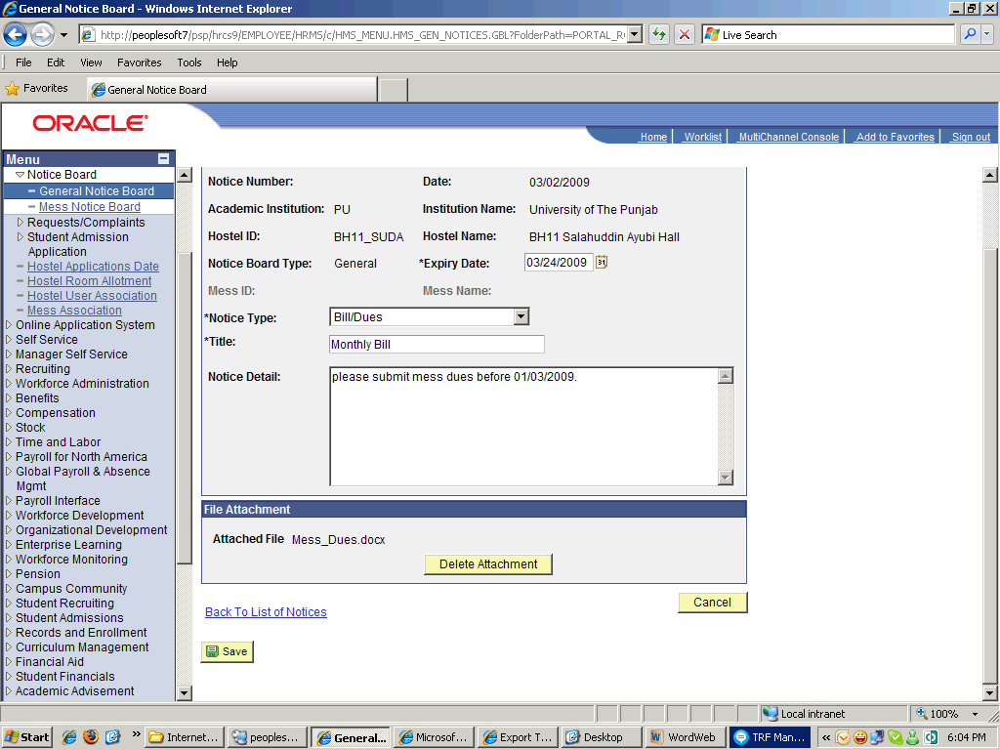 General Notice Board - Windows Internet Explorer
http://peoplesoft7/psp/hrcs9/EMPLOYEE/HRMS/c/HMS_MENU.HMS_GEN_NOTICES.GBL?FolderPath=PORTAL_R
Live Search
File Edit View Favorites Tools Help
Favorites General Notice Board
ORACLE
Home Worklist MultiChannel Console Add to Favorites Sign out
Menu
Notice Board
General Notice Board
Mess Notice Board
Requests/Complaints
Student Admission
Application
Hostel Applications Date
Hostel Room Allotment
Hostel User Association
Mess Association
Online Application System
Self Service
Manager Self Service
Recruiting
Workforce Administration
Benefits
Compensation
Stock
Time and Labor
Payroll for North America
Global Payroll & Absence
Mgmt
Payroll Interface
Workforce Development
Organizational Development
Enterprise Learning
Workforce Monitoring
Pension
Campus Community
Student Recruiting
Student Admissions
Records and Enrollment
Curriculum Management
Financial Aid
Student Financials
Academic Advisement
Notice Number: Date: 03/02/2009
Academic Institution: PU Institution Name: University of The Punjab
Hostel ID: BH11_SUDA Hostel Name: BH11 Salahuddin Ayubi Hall
Notice Board Type: General *Expiry Date: 03/24/2009 31
Mess ID: Mess Name:
*Notice Type: Bill/Dues
*Title: Monthly Bill
Notice Detail: please submit mess dues before 01/03/2009.
File Attachment
Attached File Mess_Dues.docx
Delete Attachment
Cancel
Back To List of Notices
Save
Local intranet 100%
Start » Internet... peoples... General... Microsof... Export T... Desktop WordWeb TRF Man... « 6:04 PM